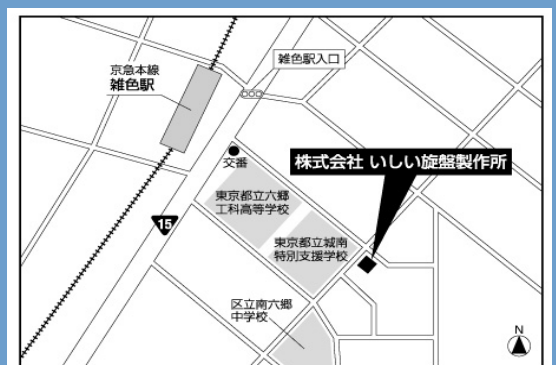 京急本線
雑色駅
雑色駅入口
交番
株式会社 いしい旋盤製作所
東京都立六郷
工科高等学校
東京都立城南
特別支援学校
15
区立南六郷
中学校
N